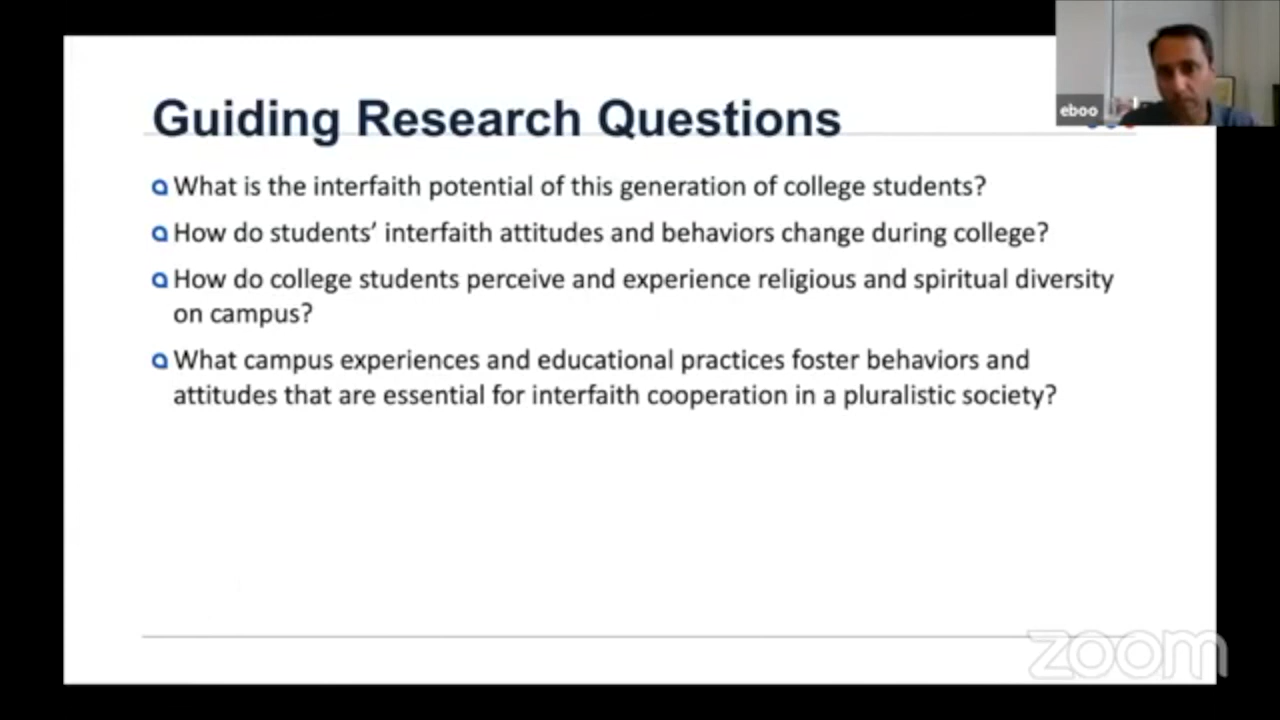 Guiding Research Questions
eboo
What is the interfaith potential of this generation of college students?
How do students’ interfaith attitudes and behaviors change during college?
How do college students perceive and experience religious and spiritual diversity
on campus?
What campus experiences and educational practices foster behaviors and
attitudes that are essential for interfaith cooperation in a pluralistic society?
zoom